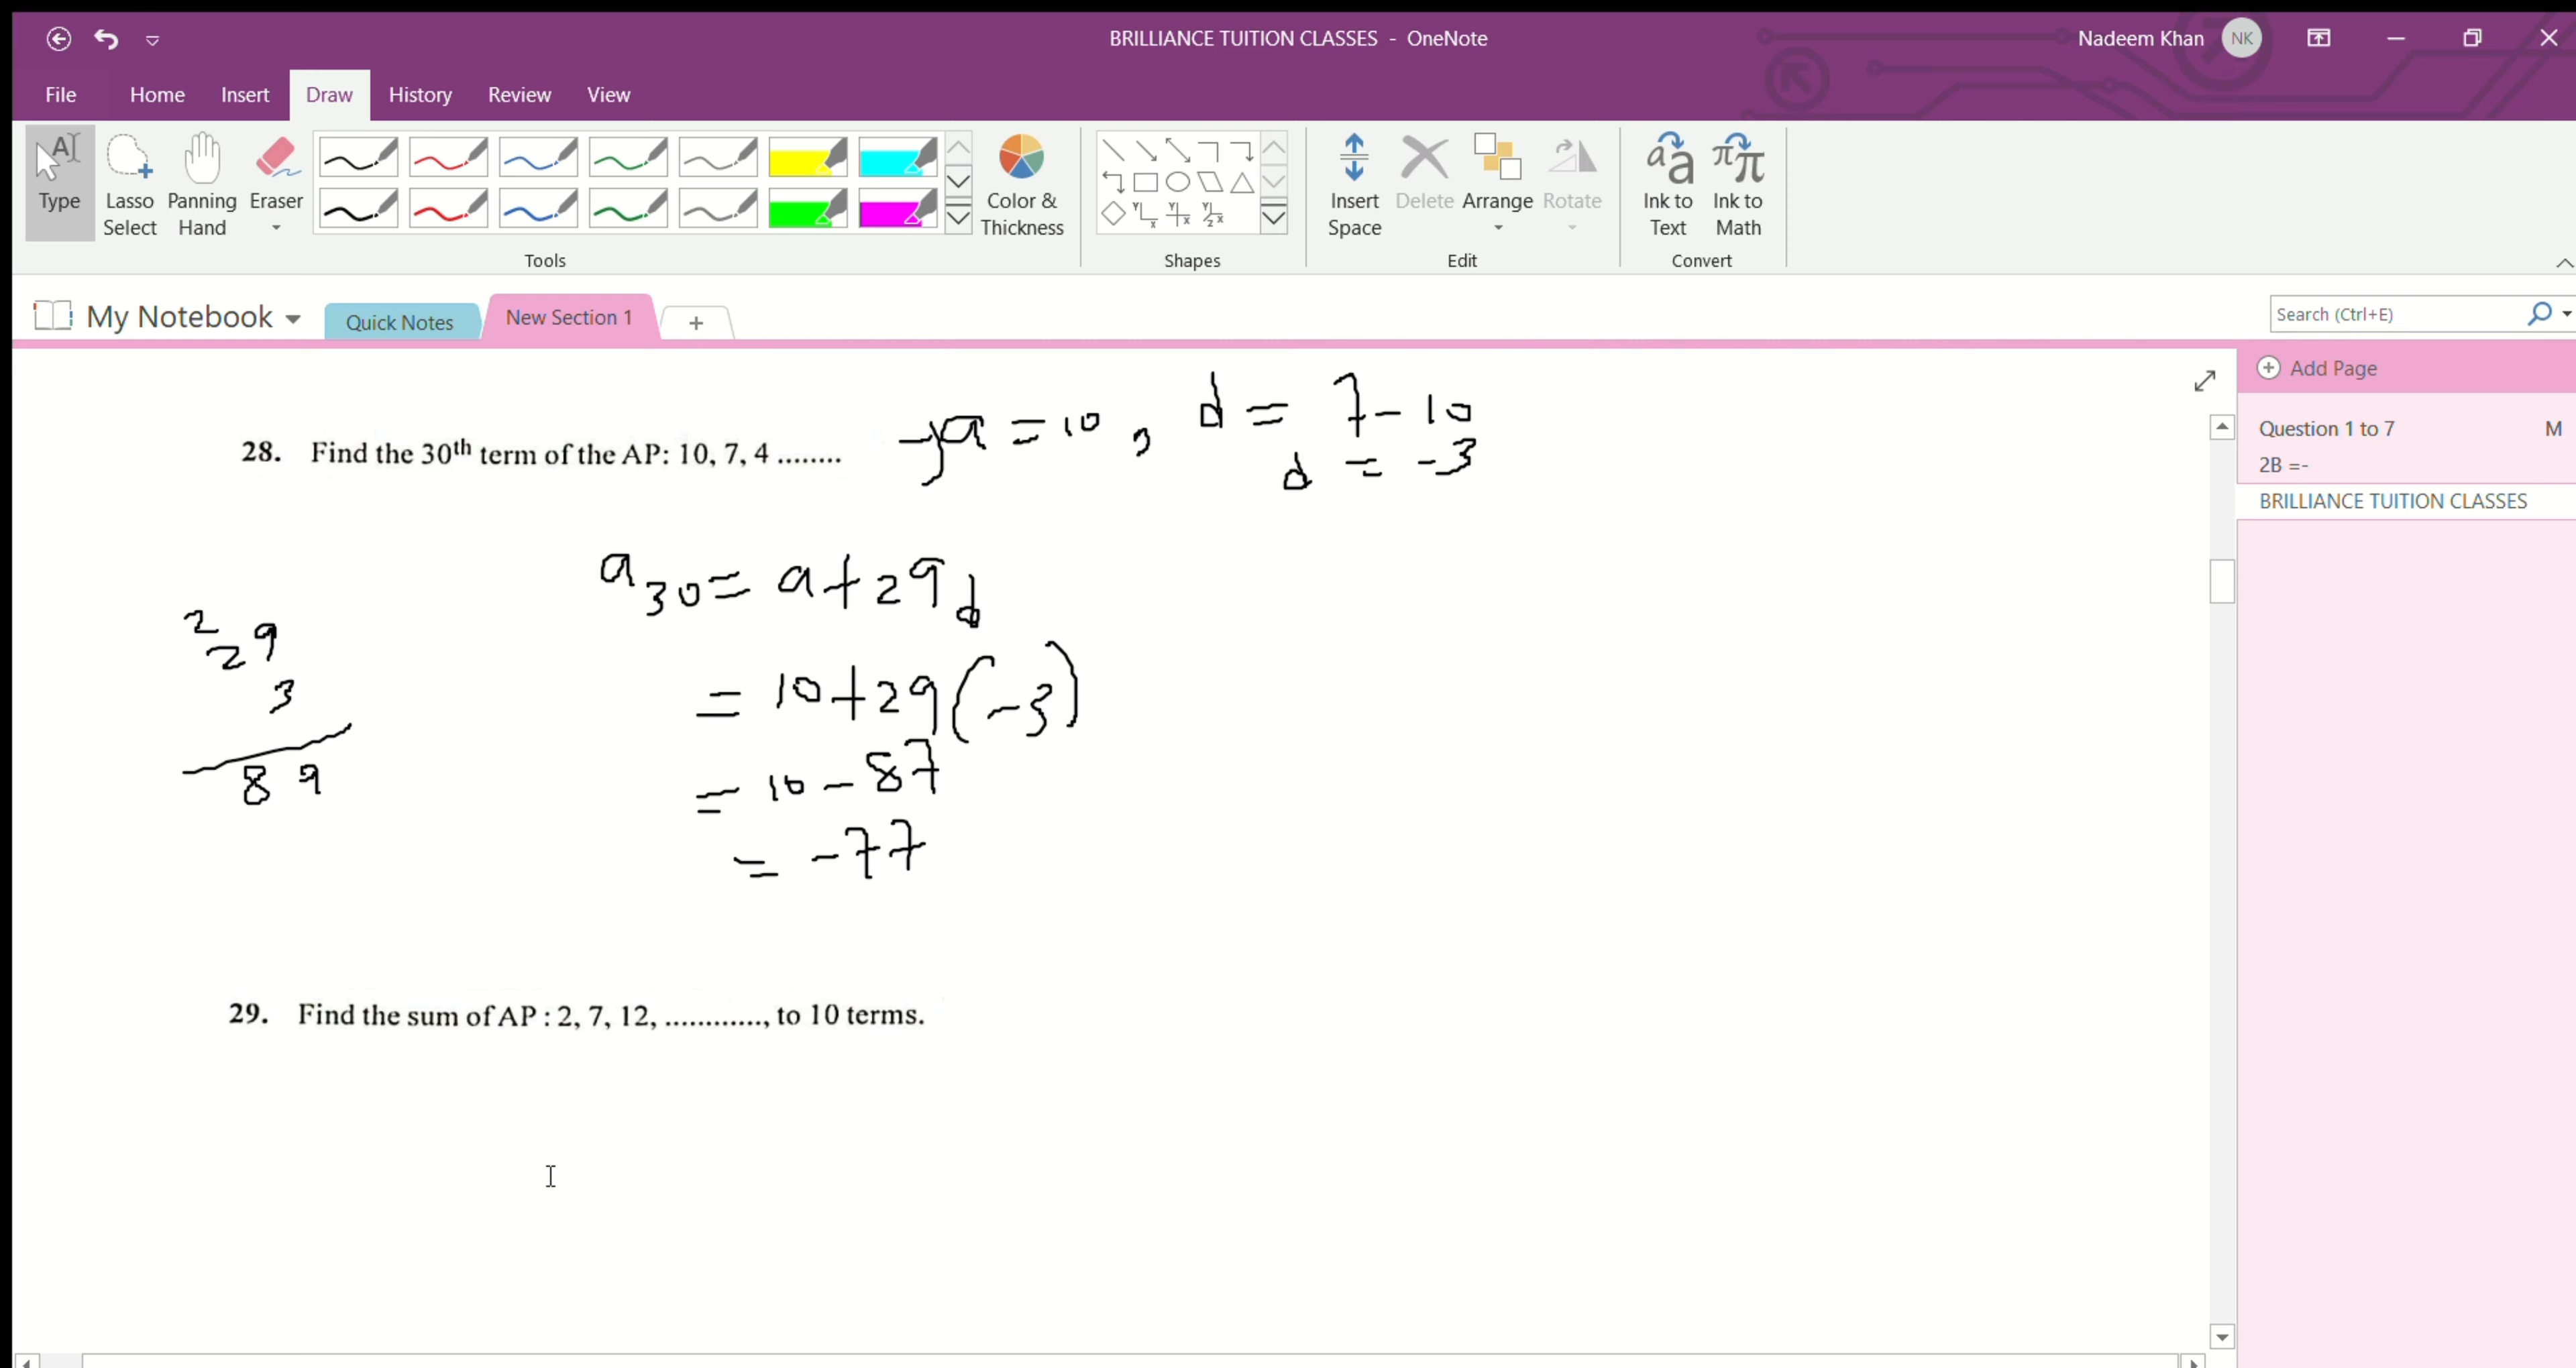 BRILLIANCE TUITION CLASSES - OneNote
Nadeem Khan NK
File Home Insert Draw History Review View
Type
Lasso Select
Panning Hand
Eraser
Color & Thickness
Insert Space
Delete
Arrange
Rotate
Ink to Text
Ink to Math
Tools Shapes Edit Convert
My Notebook Quick Notes New Section 1 +
Search (Ctrl+E)
Add Page
Question 1 to 7 M
2B =-
BRILLIANCE TUITION CLASSES
28. Find the 30th term of the AP: 10, 7, 4 ........
a = 10 , d = 7 - 10
d = -3
a30 = a + 29d
= 10 + 29(-3)
= 10 - 87
= -77
2
29
3
89
29. Find the sum of AP : 2, 7, 12, ............, to 10 terms.